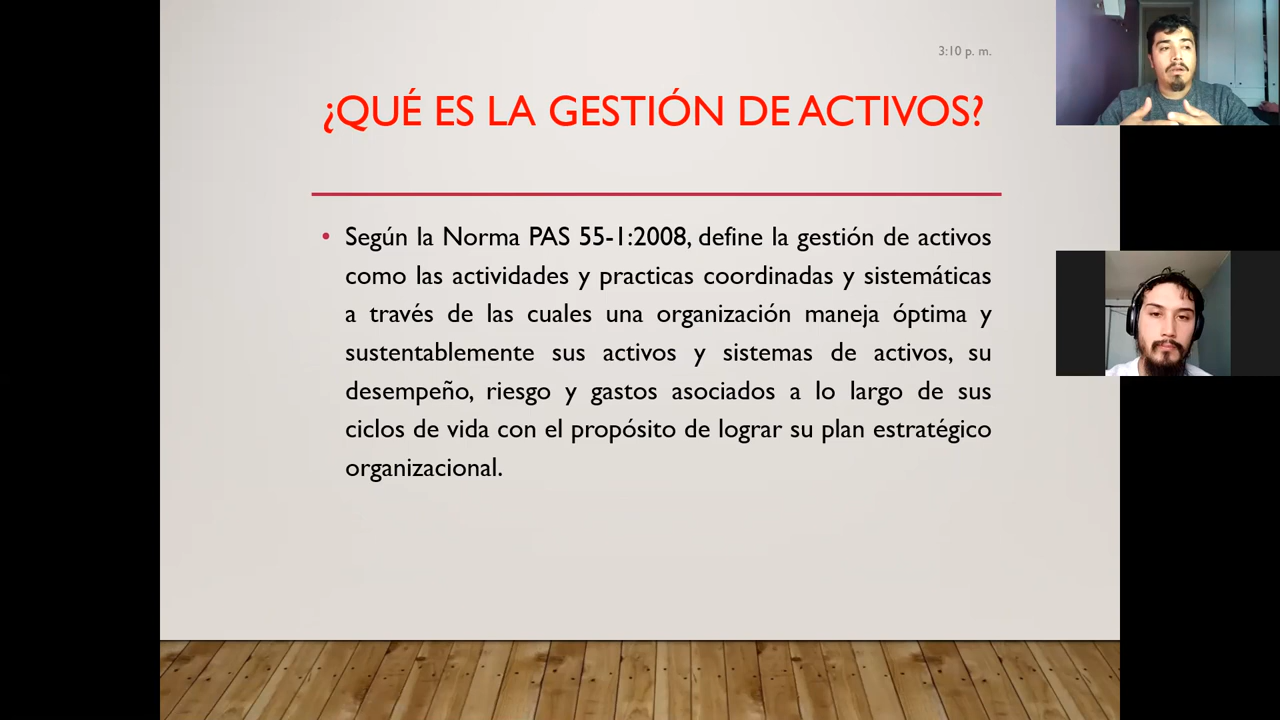 3:10 p. m.
¿QUÉ ES LA GESTIÓN DE ACTIVOS?
• Según la Norma PAS 55-1:2008, define la gestión de activos
como las actividades y practicas coordinadas y sistemáticas
a través de las cuales una organización maneja óptima y
sustentablemente sus activos y sistemas de activos, su
desempeño, riesgo y gastos asociados a lo largo de sus
ciclos de vida con el propósito de lograr su plan estratégico
organizacional.